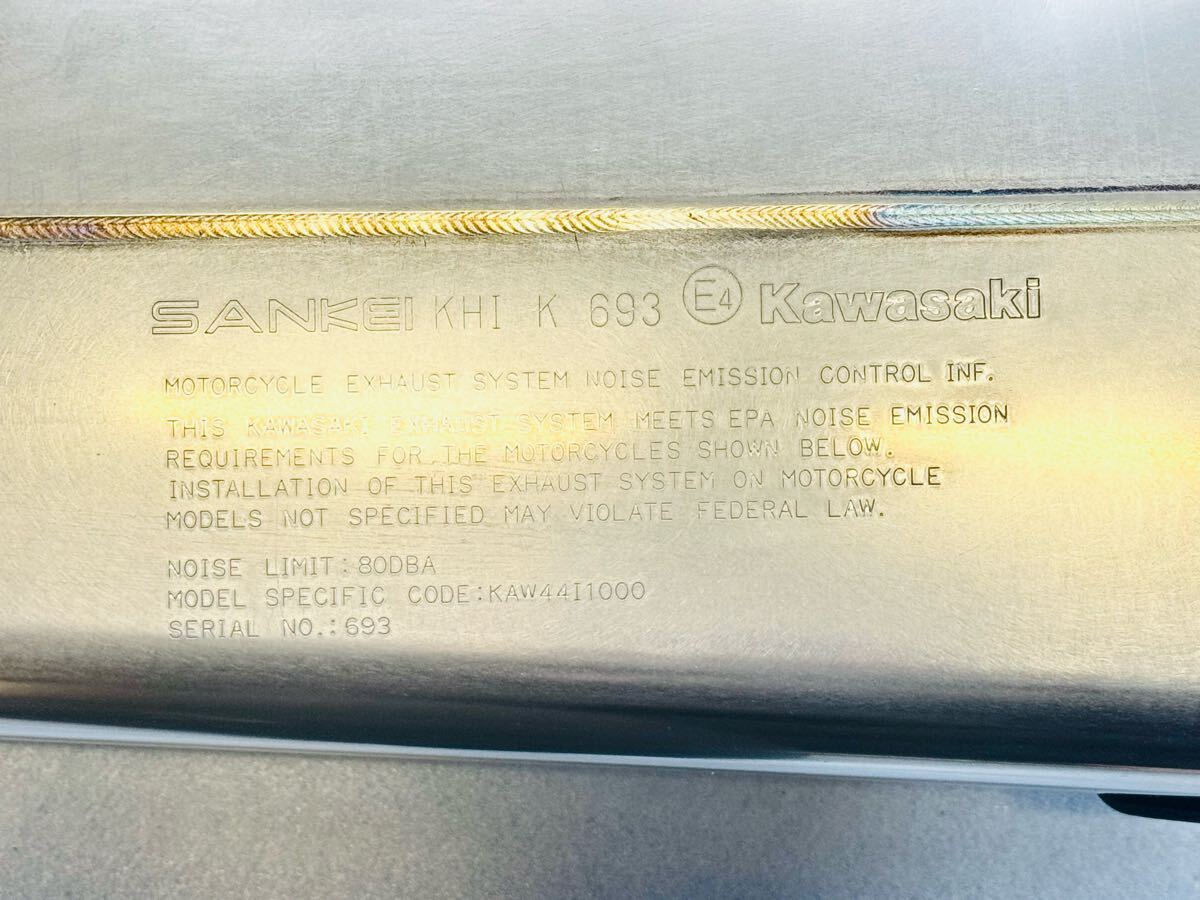 SANKEI KHI K 693 E4 Kawasaki
MOTORCYCLE EXHAUST SYSTEM NOISE EMISSION CONTROL INF.
THIS KAWASAKI EXHAUST SYSTEM MEETS EPA NOISE EMISSION
REQUIREMENTS FOR THE MOTORCYCLES SHOWN BELOW.
INSTALLATION OF THIS EXHAUST SYSTEM ON MOTORCYCLE
MODELS NOT SPECIFIED MAY VIOLATE FEDERAL LAW.
NOISE LIMIT:80DBA
MODEL SPECIFIC CODE:KAW44I1000
SERIAL NO.:693